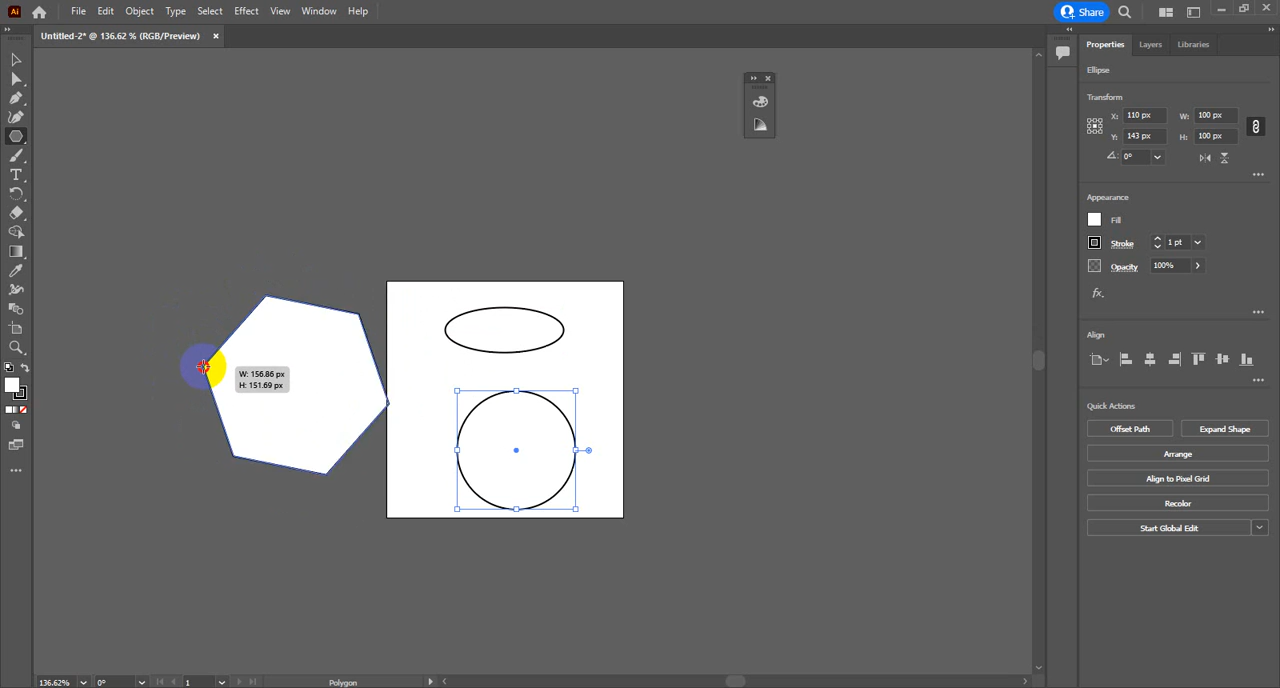 Ai File Edit Object Type Select Effect View Window Help Share
Untitled-2* @ 136.62 % (RGB/Preview) ×
Properties Layers Libraries
Ellipse
Transform
X: 110 px W: 100 px
Y: 143 px H: 100 px
0°
Appearance
Fill
Stroke 1 pt
Opacity 100%
fx.
Align
Quick Actions
Offset Path Expand Shape
Arrange
Align to Pixel Grid
Recolor
Start Global Edit
W: 156.86 px
H: 151.69 px
T
136.62% 0° 1 Polygon